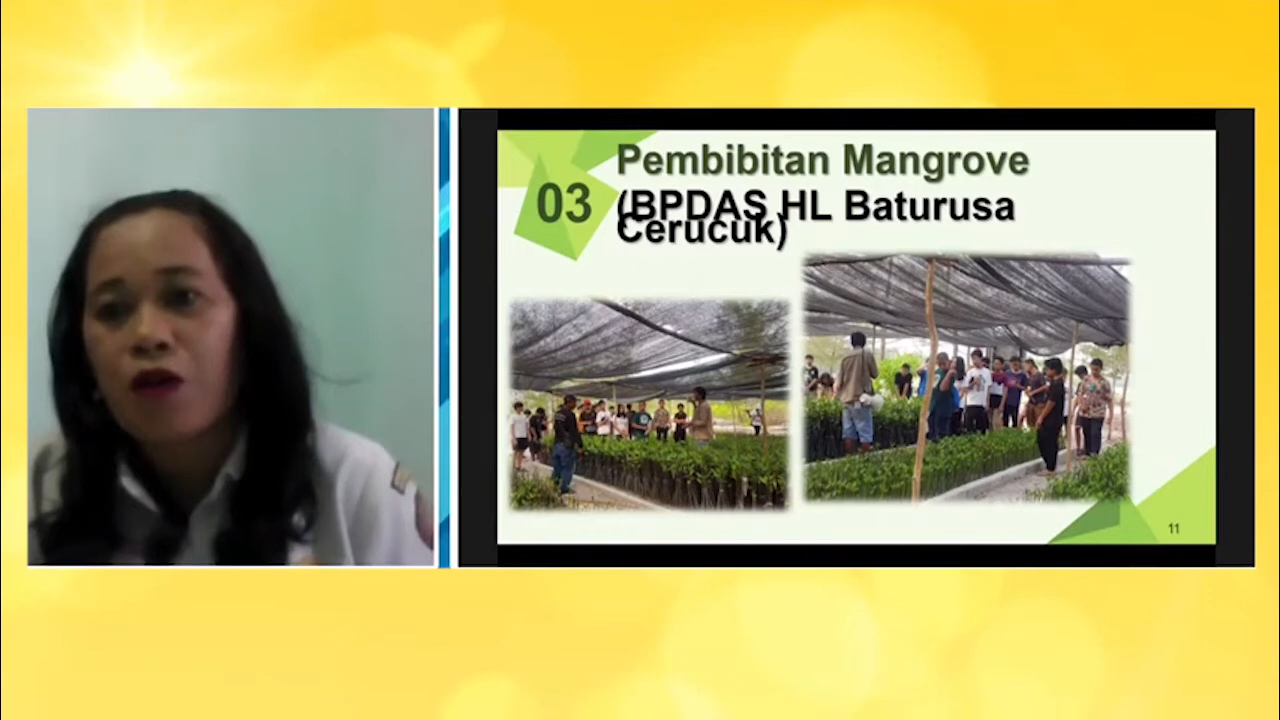 03
Pembibitan Mangrove
(BPDAS HL Baturusa
Cerucuk)
11